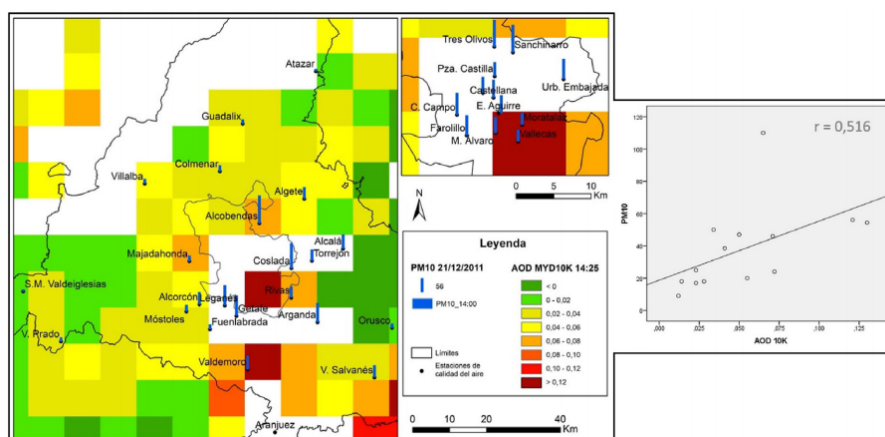 Atazar
Guadalix
Colmenar
Villalba
Algete
Alcobendas
Alcalá
Majadahonda
Torrejón
Coslada
S.M. Valdeiglesias
Alcorcón
Leganés
Rivas
Getafe
Móstoles
Fuenlabrada
Arganda
Orusco
V. Prado
Valdemoro
V. Salvanés
Aranjuez
Tres Olivos
Sanchinarro
Pza. Castilla
Urb. Embajada
Castellana
C. Campo
E. Aguirre
Moratalaz
Farolillo
M. Alvaro
Vallecas
N
0 5 10
Km
Leyenda
PM10 21/12/2011
56
PM10_14:00
Límites
Estaciones de
calidad del aire
AOD MYD10K 14:25
< 0
0 - 0,02
0,02 - 0,04
0,04 - 0,06
0,06 - 0,08
0,08 - 0,10
0,10 - 0,12
> 0,12
0 10 20 40
Km
r = 0,516
PM10
120
100
80
60
40
20
0
,000 ,025 ,050 ,075 ,100 ,125
AOD 10K